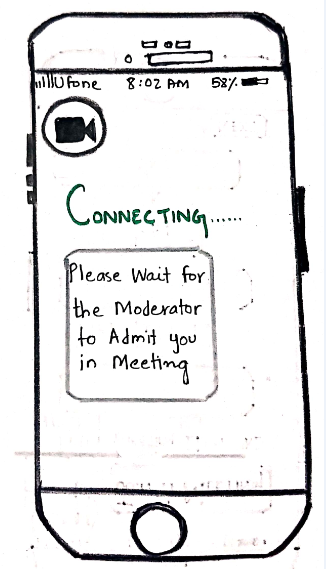 Ufone 8:02 AM 58%
CONNECTING......
Please Wait for
the Moderator
to Admit you
in Meeting